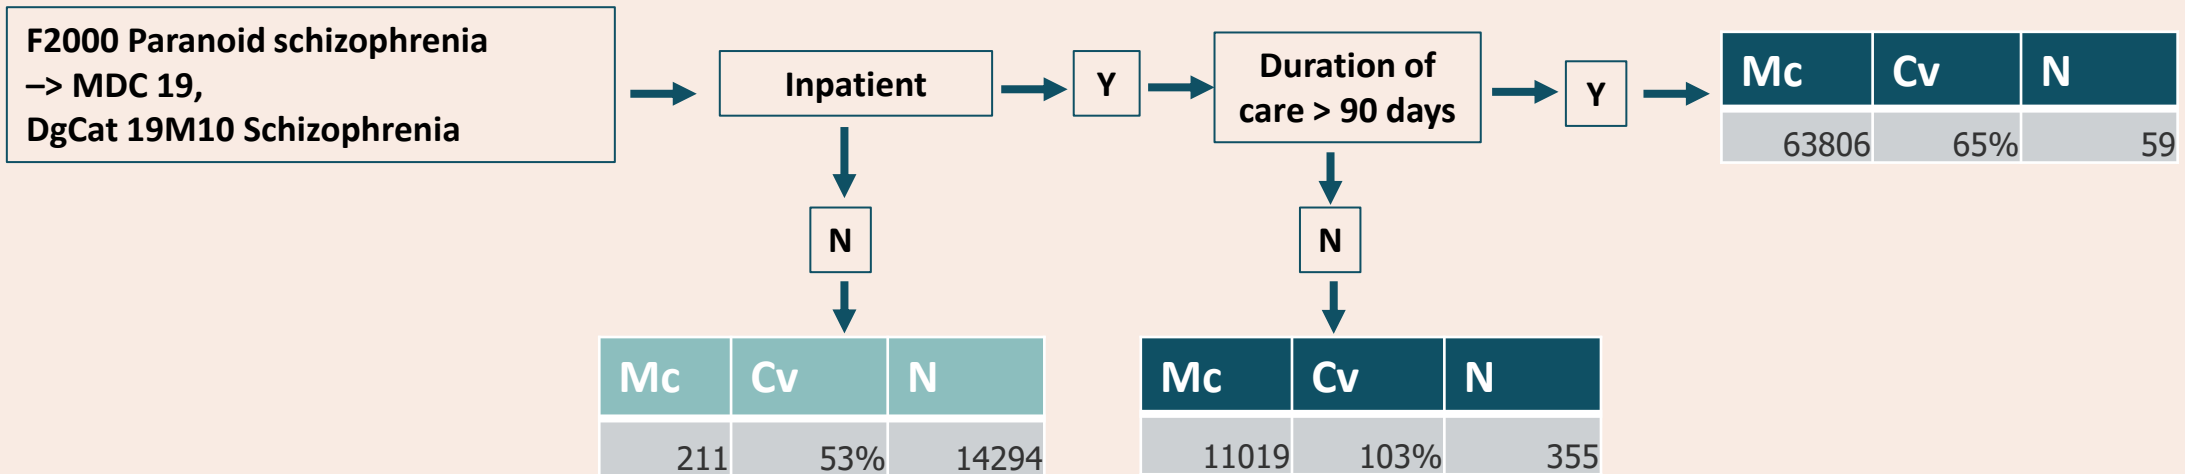 F2000 Paranoid schizophrenia
–> MDC 19,
DgCat 19M10 Schizophrenia
Inpatient
Y
Duration of
care > 90 days
Y
Mc Cv N
63806 65% 59
N
N
Mc Cv N
211 53% 14294
Mc Cv N
11019 103% 355